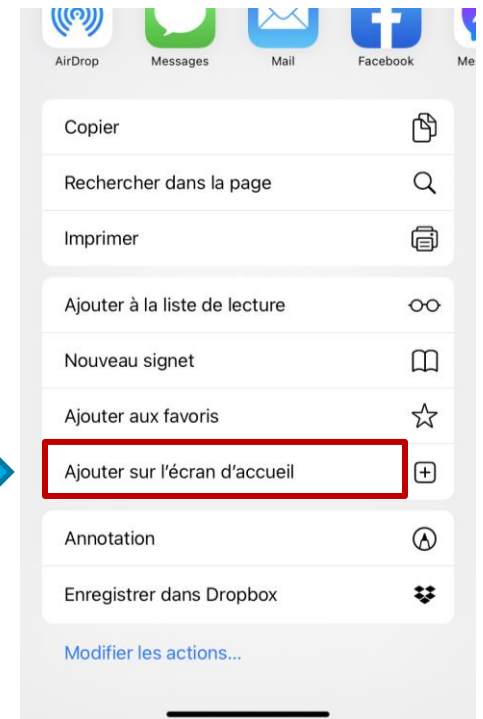 AirDrop Messages Mail Facebook Me
Copier
Rechercher dans la page
Imprimer
Ajouter à la liste de lecture
Nouveau signet
Ajouter aux favoris
Ajouter sur l'écran d'accueil
Annotation
Enregistrer dans Dropbox
Modifier les actions...